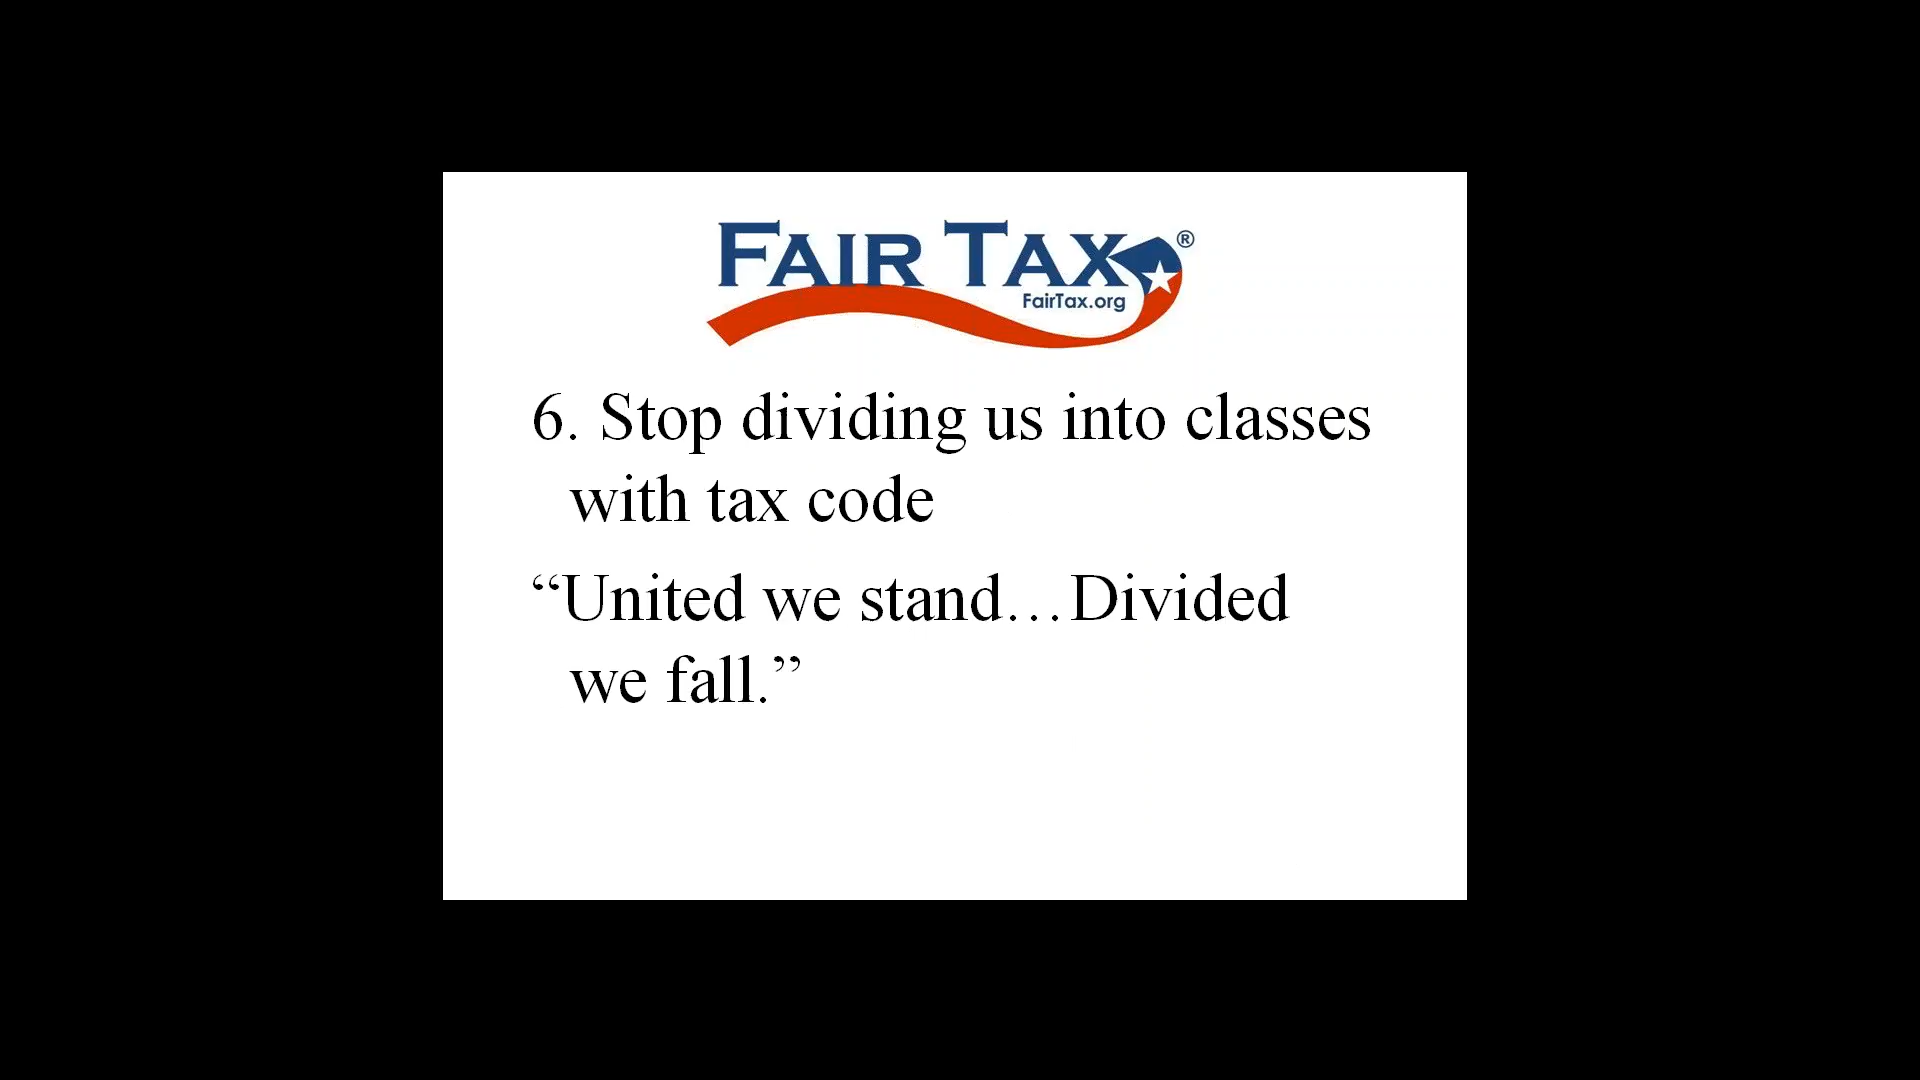 FAIR TAX®
FairTax.org
6. Stop dividing us into classes
with tax code
“United we stand…Divided
we fall.”